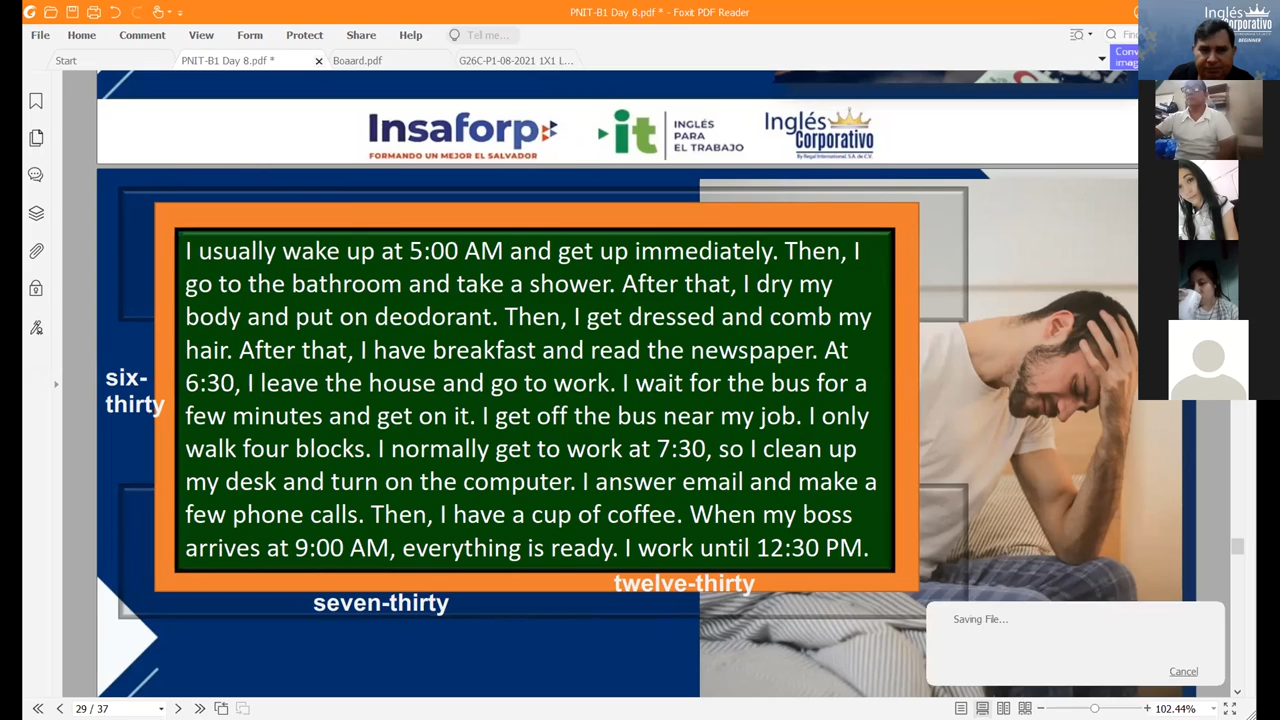 PNIT-B1 Day 8.pdf * - Foxit PDF Reader
File Home Comment View Form Protect Share Help Tell me...
Start PNIT-B1 Day 8.pdf * Boaard.pdf G26C-P1-08-2021 1X1 L...
Inglés
Corporativo
BEGINNER
Insaforp
FORMANDO UN MEJOR EL SALVADOR
it
INGLÉS
PARA
EL TRABAJO
Inglés
Corporativo
By Regal International, S.A. de C.V.
I usually wake up at 5:00 AM and get up immediately. Then, I
go to the bathroom and take a shower. After that, I dry my
body and put on deodorant. Then, I get dressed and comb my
hair. After that, I have breakfast and read the newspaper. At
6:30, I leave the house and go to work. I wait for the bus for a
few minutes and get on it. I get off the bus near my job. I only
walk four blocks. I normally get to work at 7:30, so I clean up
my desk and turn on the computer. I answer email and make a
few phone calls. Then, I have a cup of coffee. When my boss
arrives at 9:00 AM, everything is ready. I work until 12:30 PM.
six-
thirty
twelve-thirty
seven-thirty
Saving File...
Cancel
29 / 37
102.44%